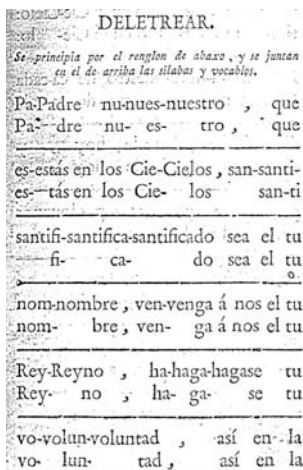 DELETREAR.
Se principia por el renglon de abaxo, y se juntan
en el de arriba las sílabas y vocablos.
Pa-Padre nu-nues-nuestro , que
Pa- dre nu- es- tro , que
es-estás en los Cie-Cielos , san-santi-
es- tás en los Cie- los san-ti
santifi-santifica-santificado sea el tu
fi- ca- do sea el tu
o
nom-nombre , ven-venga á nos el tu
nom- bre , ven- ga á nos el tu
Rey-Reyno , ha-haga-hagase tu
Rey- no , ha- ga- se tu
vo-volun-voluntad , así en la
vo- lun- tad , así en la